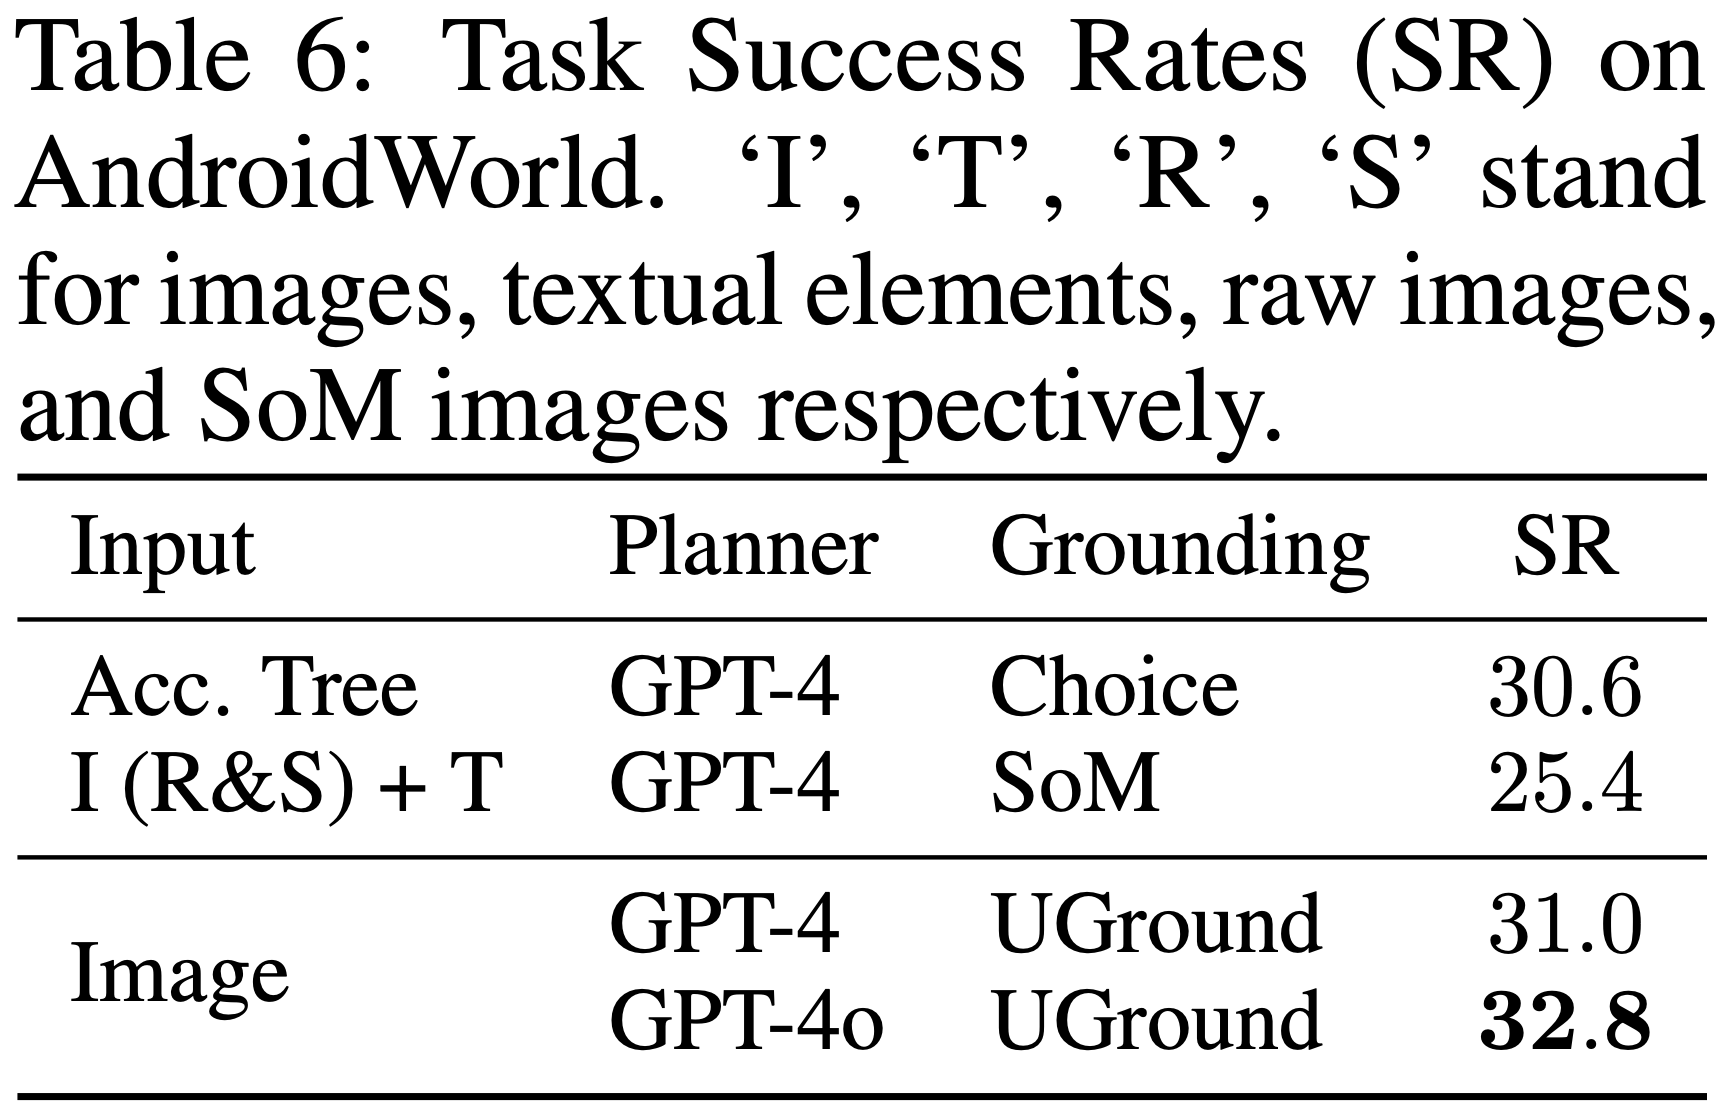 Table 6: Task Success Rates (SR) on
AndroidWorld. ‘I’, ‘T’, ‘R’, ‘S’ stand
for images, textual elements, raw images,
and SoM images respectively.
Input Planner Grounding SR
Acc. Tree GPT-4 Choice 30.6
I (R&S) + T GPT-4 SoM 25.4
Image
GPT-4 UGround 31.0
GPT-4o UGround 32.8